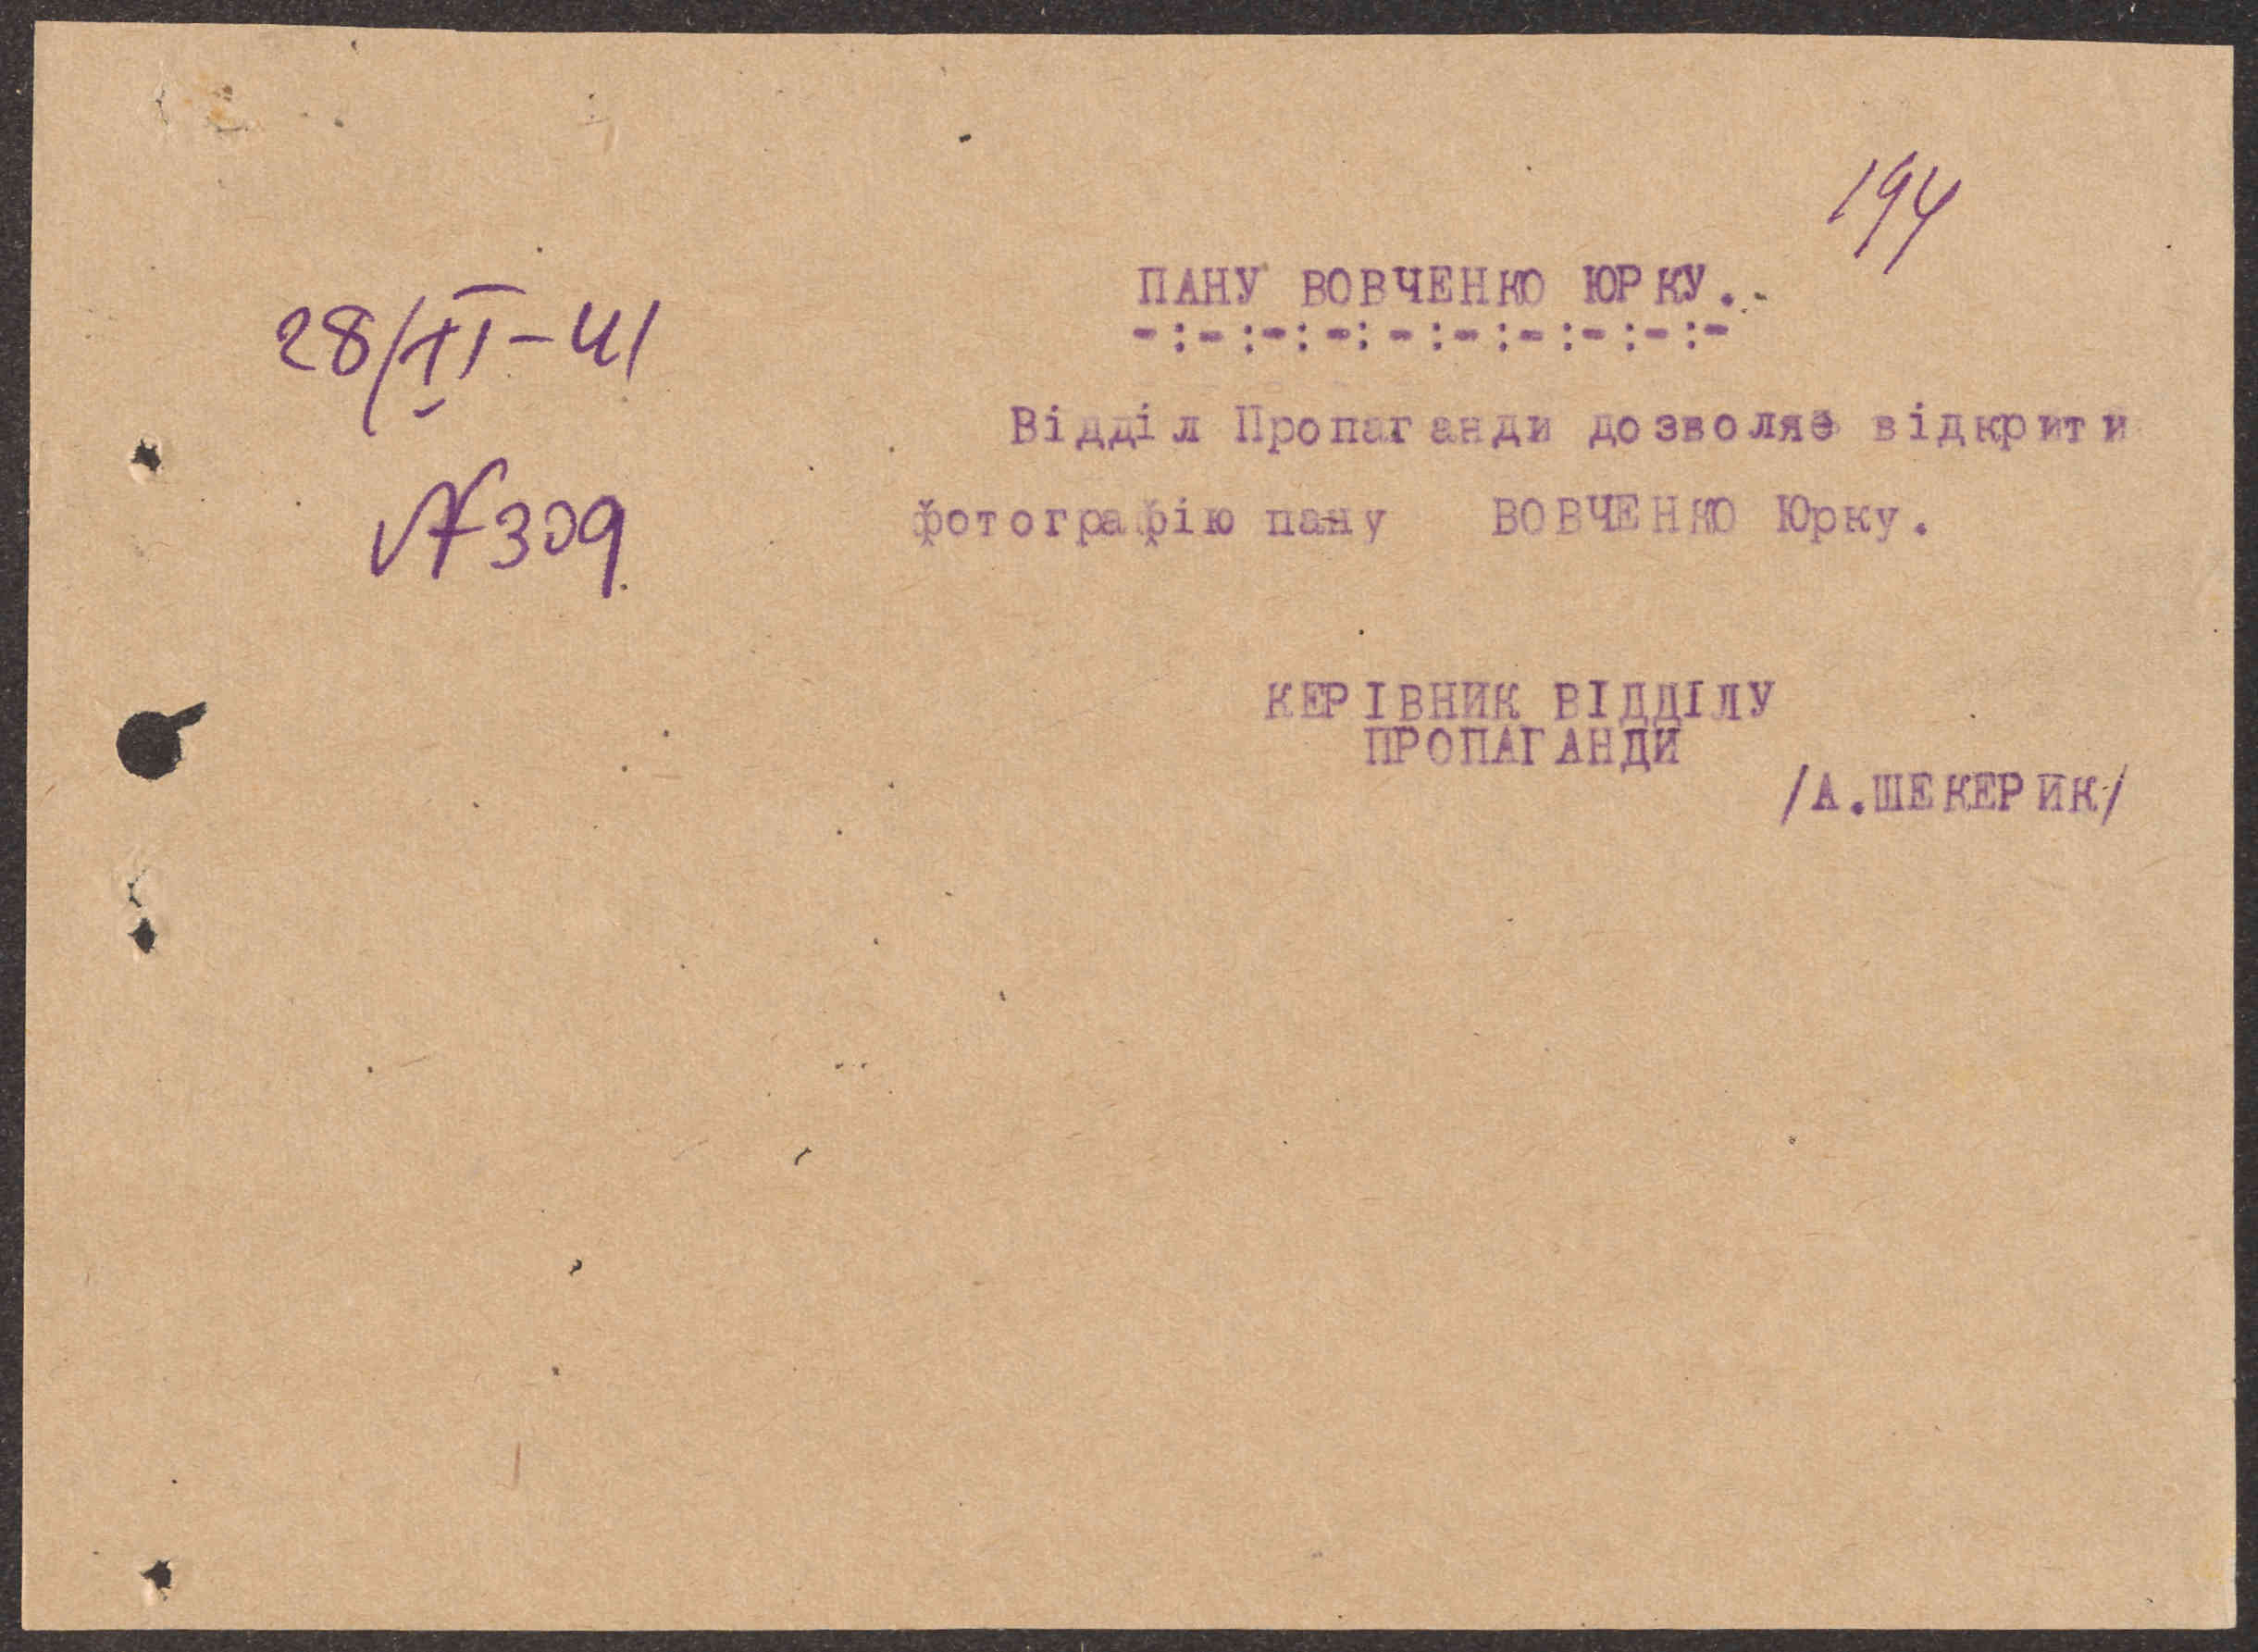 194
28/XI-41
№309
ПАНУ ВОВЧЕНКО ЮРКУ.
-:-:-:-:-:-:-:-:-:-
Відділ Пропаганди дозволяє відкрити
фотографію пану ВОВЧЕНКО Юрку.
КЕРІВНИК ВІДДІЛУ
ПРОПАГАНДИ
/А.ШЕКЕРИК/